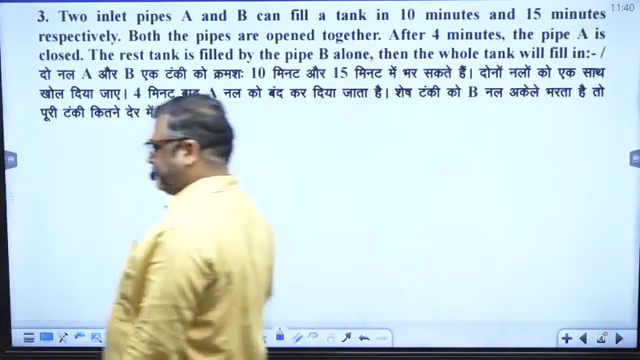 11:40
3. Two inlet pipes A and B can fill a tank in 10 minutes and 15 minutes
respectively. Both the pipes are opened together. After 4 minutes, the pipe A is
closed. The rest tank is filled by the pipe B alone, then the whole tank will fill in:- /
दो नल A और B एक टंकी को क्रमशः 10 मिनट और 15 मिनट में भर सकते हैं। दोनों नलों को एक साथ
खोल दिया जाए। 4 मिनट बाद A नल को बंद कर दिया जाता है। शेष टंकी को B नल अकेले भरता है तो
पूरी टंकी कितने देर में